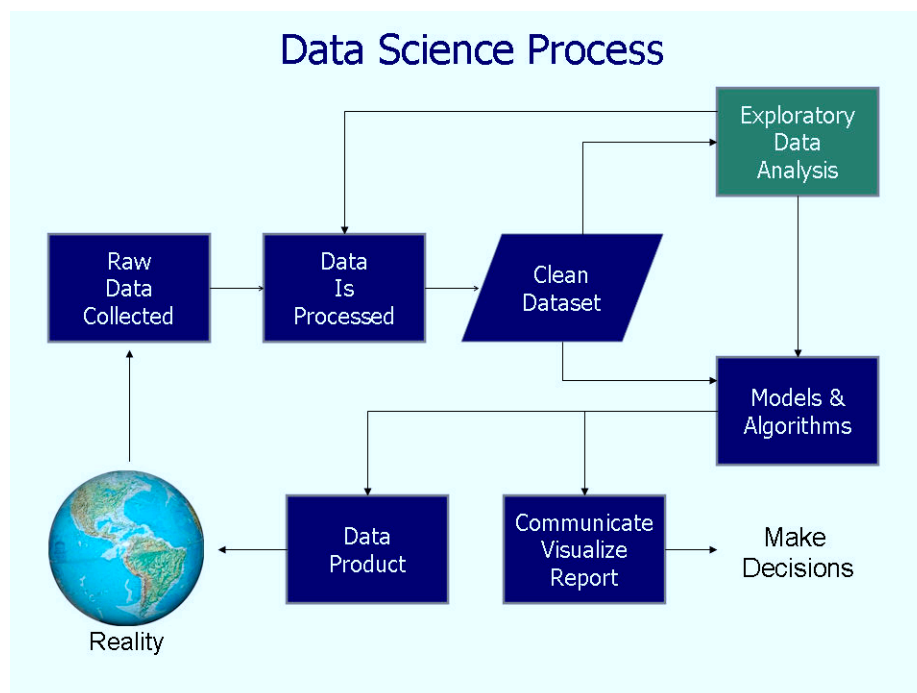 Data Science Process
Exploratory
Data
Analysis
Raw
Data
Collected
Data
Is
Processed
Clean
Dataset
Models &
Algorithms
Data
Product
Communicate
Visualize
Report
Make
Decisions
Reality